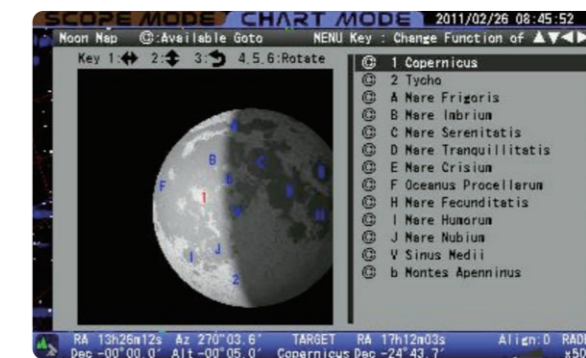 SCOPE MODE CHART MODE 2011/02/26 08:45:52
Moon Map Ⓖ:Available Goto MENU Key : Change Function of ▲▼◀▶
Key 1:↔ 2:↕ 3:⮌ 4.5.6:Rotate
Ⓖ 1 Copernicus
Ⓖ 2 Tycho
Ⓖ A Mare Frigoris
Ⓖ B Mare Imbrium
Ⓖ C Mare Serenitatis
Ⓖ D Mare Tranquillitatis
Ⓖ E Mare Crisium
Ⓖ F Oceanus Procellarum
Ⓖ H Mare Fecunditatis
Ⓖ I Mare Humorum
Ⓖ J Mare Nubium
Ⓖ V Sinus Medii
Ⓖ b Montes Apenninus
A
B
C
b
F
1
V
I
J
2
RA 13h26m12s Az 270°03.6' TARGET RA 17h12m03s Align:0
Dec -00°00.0' Alt -00°05.0' Copernicus Dec -24°43.7'